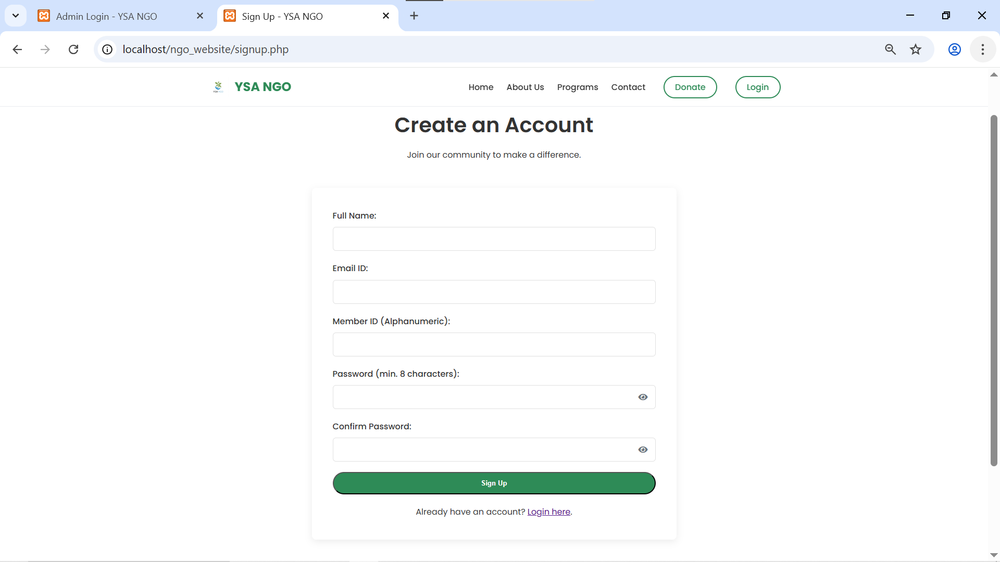 Admin Login - YSA NGO
Sign Up - YSA NGO
localhost/ngo_website/signup.php
YSA NGO
Home
About Us
Programs
Contact
Donate
Login
Create an Account
Join our community to make a difference.
Full Name:
Email ID:
Member ID (Alphanumeric):
Password (min. 8 characters):
Confirm Password:
Sign Up
Already have an account? Login here.